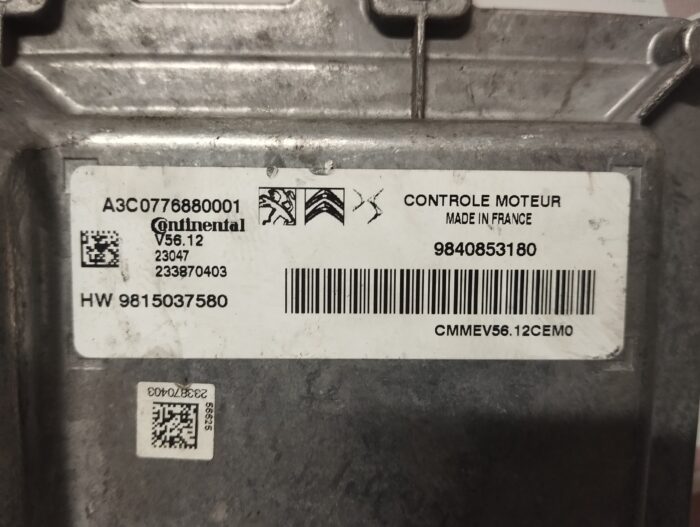 A3C0776880001
Continental
V56.12
23047
233870403
HW 9815037580
CONTROLE MOTEUR
MADE IN FRANCE
9840853180
CMMEV56.12CEM0
233870403
56625